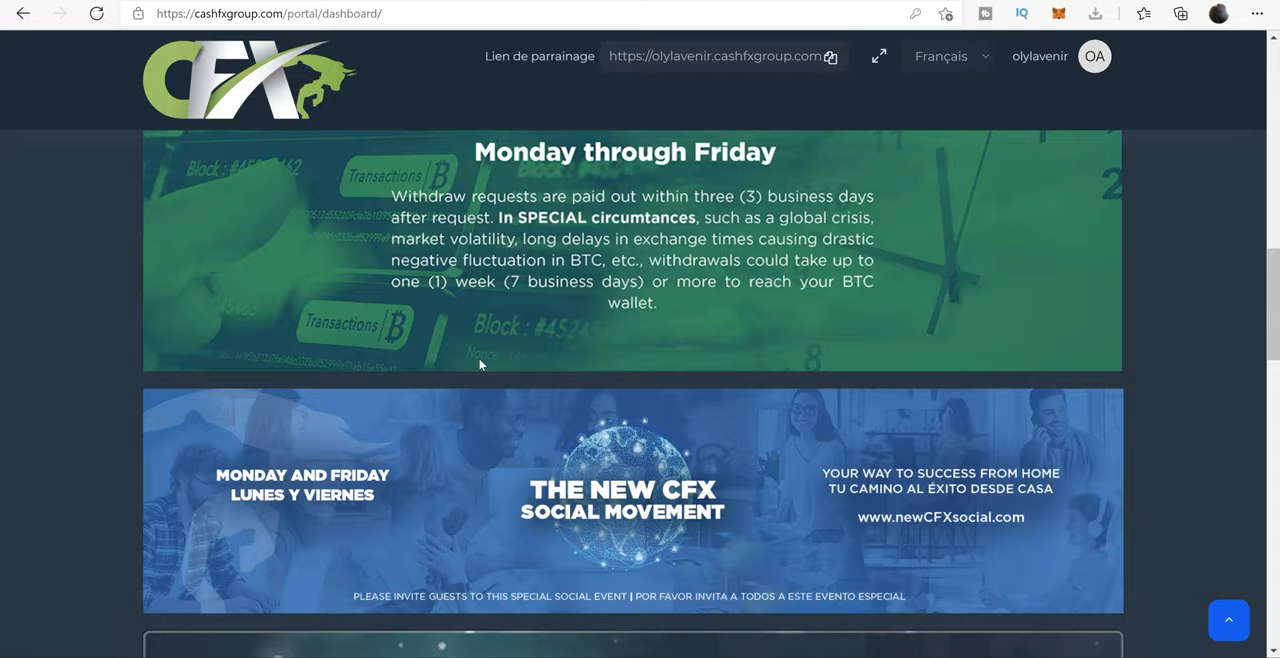 https://cashfxgroup.com/portal/dashboard/
CFX
Lien de parrainage
https://olylavenir.cashfxgroup.com
Français
olylavenir
OA
Monday through Friday
Withdraw requests are paid out within three (3) business days
after request. In SPECIAL circumtances, such as a global crisis,
market volatility, long delays in exchange times causing drastic
negative fluctuation in BTC, etc., withdrawals could take up to
one (1) week (7 business days) or more to reach your BTC
wallet.
Transactions
Transactions
Block :
Block : #4524
Nonce
11
2
8
MONDAY AND FRIDAY
LUNES Y VIERNES
THE NEW CFX
SOCIAL MOVEMENT
YOUR WAY TO SUCCESS FROM HOME
TU CAMINO AL ÉXITO DESDE CASA
www.newCFXsocial.com
PLEASE INVITE GUESTS TO THIS SPECIAL SOCIAL EVENT | POR FAVOR INVITA A TODOS A ESTE EVENTO ESPECIAL